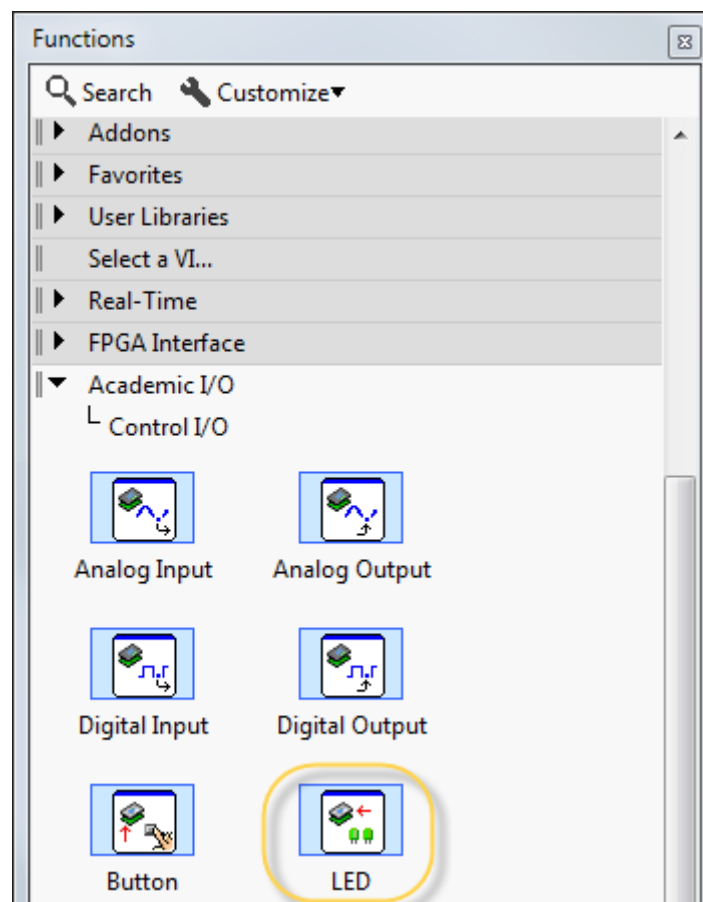 Functions
Search Customize
Addons
Favorites
User Libraries
Select a VI...
Real-Time
FPGA Interface
Academic I/O
Control I/O
Analog Input Analog Output
Digital Input Digital Output
Button LED